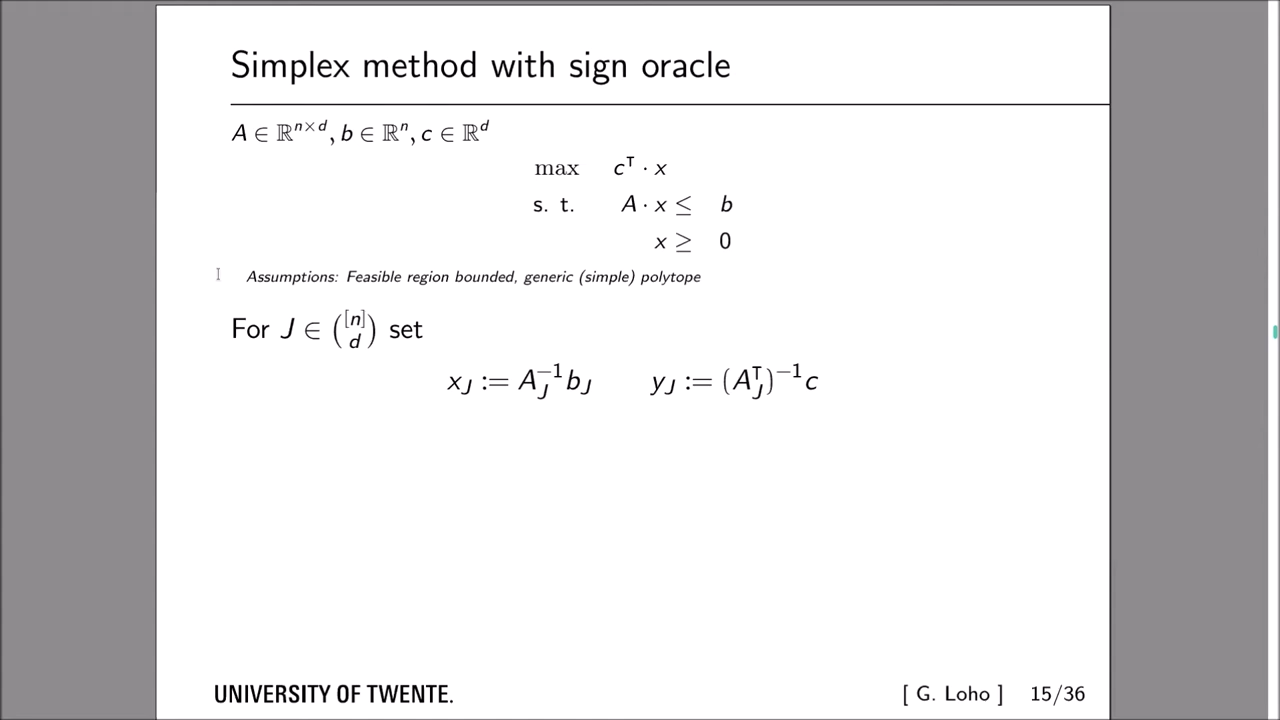 Simplex method with sign oracle
A ∈ ℝ^{n×d}, b ∈ ℝ^n, c ∈ ℝ^d
max c^⊤ · x
s. t. A · x ≤ b
x ≥ 0
Assumptions: Feasible region bounded, generic (simple) polytope
For J ∈ \binom{[n]}{d} set
x_J := A_J^{-1} b_J y_J := (A_J^⊤)^{-1} c
UNIVERSITY OF TWENTE. [ G. Loho ] 15/36